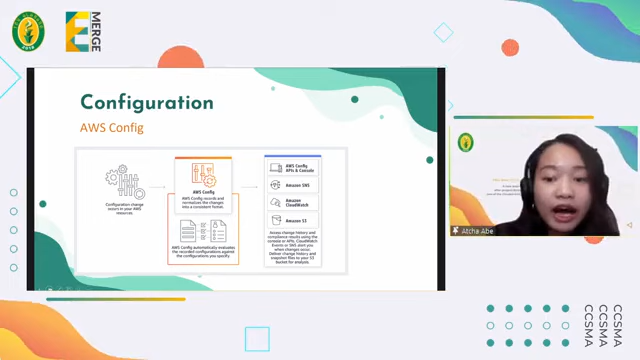 2018
MERGE
Configuration
AWS Config
Configuration change
occurs in your AWS
resources.
AWS Config
AWS Config records and
normalizes the changes
into a consistent format.
AWS Config automatically evaluates
the recorded configurations against
the configurations you specify.
AWS Config
APIs & Console
Amazon SNS
Amazon
CloudWatch
Amazon S3
Access change history and
compliance results using the
console or APIs. CloudWatch
Events or SNS alert you
when changes occur.
Deliver change history and
snapshot files to your S3
bucket for analysis.
Atcha Abe
CCSMA
CCSMA
CCSMA